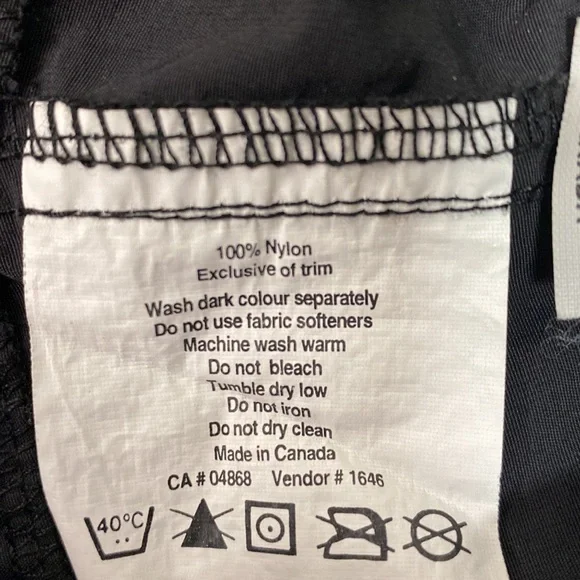 100% Nylon
Exclusive of trim
Wash dark colour separately
Do not use fabric softeners
Machine wash warm
Do not bleach
Tumble dry low
Do not iron
Do not dry clean
Made in Canada
CA # 04868 Vendor # 1646
40°C